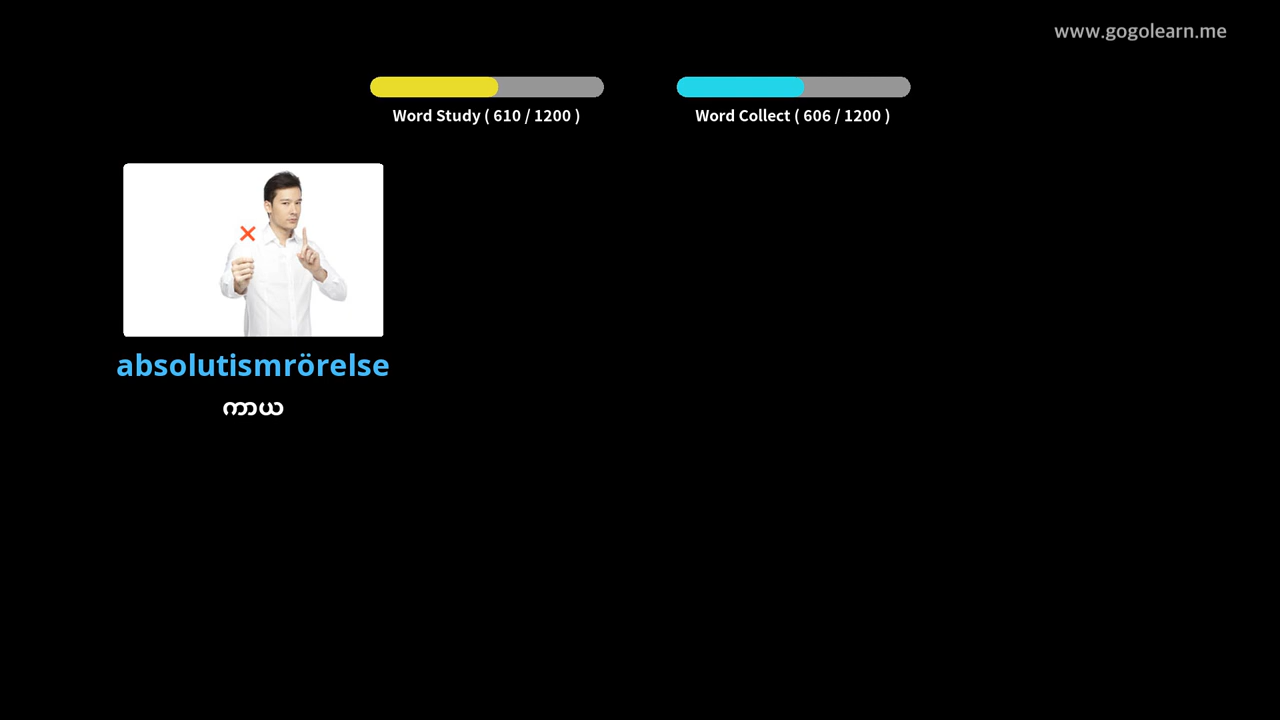 www.gogolearn.me
Word Study ( 610 / 1200 )
Word Collect ( 606 / 1200 )
absolutismrörelse
ကာယ